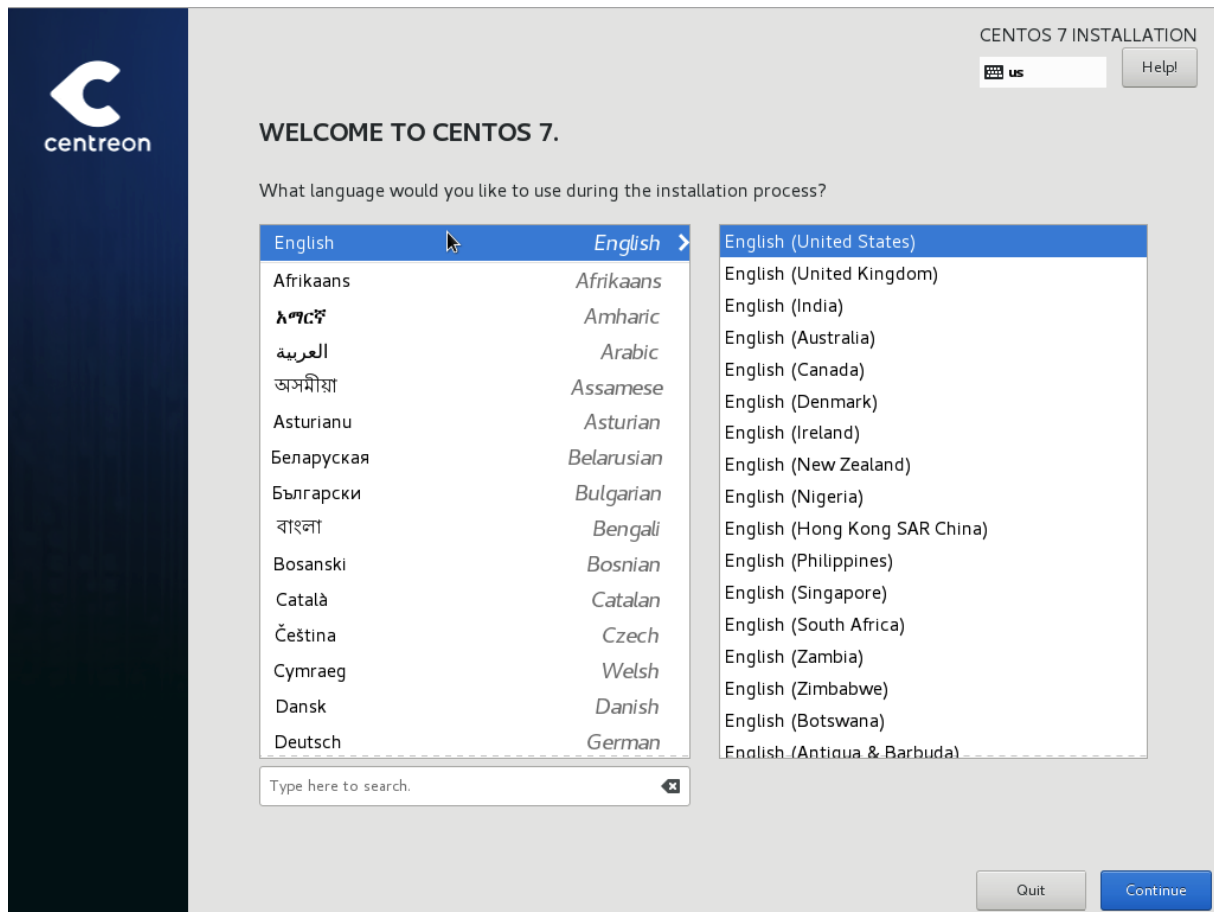 centreon
CENTOS 7 INSTALLATION
us
Help!
WELCOME TO CENTOS 7.
What language would you like to use during the installation process?
English English
Afrikaans Afrikaans
አማርኛ Amharic
العربية Arabic
অসমীয়া Assamese
Asturianu Asturian
Беларуская Belarusian
Български Bulgarian
বাংলা Bengali
Bosanski Bosnian
Català Catalan
Čeština Czech
Cymraeg Welsh
Dansk Danish
Deutsch German
Type here to search.
English (United States)
English (United Kingdom)
English (India)
English (Australia)
English (Canada)
English (Denmark)
English (Ireland)
English (New Zealand)
English (Nigeria)
English (Hong Kong SAR China)
English (Philippines)
English (Singapore)
English (South Africa)
English (Zambia)
English (Zimbabwe)
English (Botswana)
English (Antigua & Barbuda)
Quit
Continue